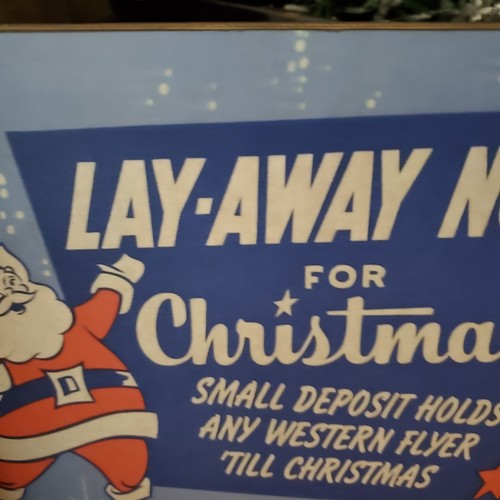 LAY-AWAY N
FOR
Christma
SMALL DEPOSIT HOLDS
ANY WESTERN FLYER
'TILL CHRISTMAS